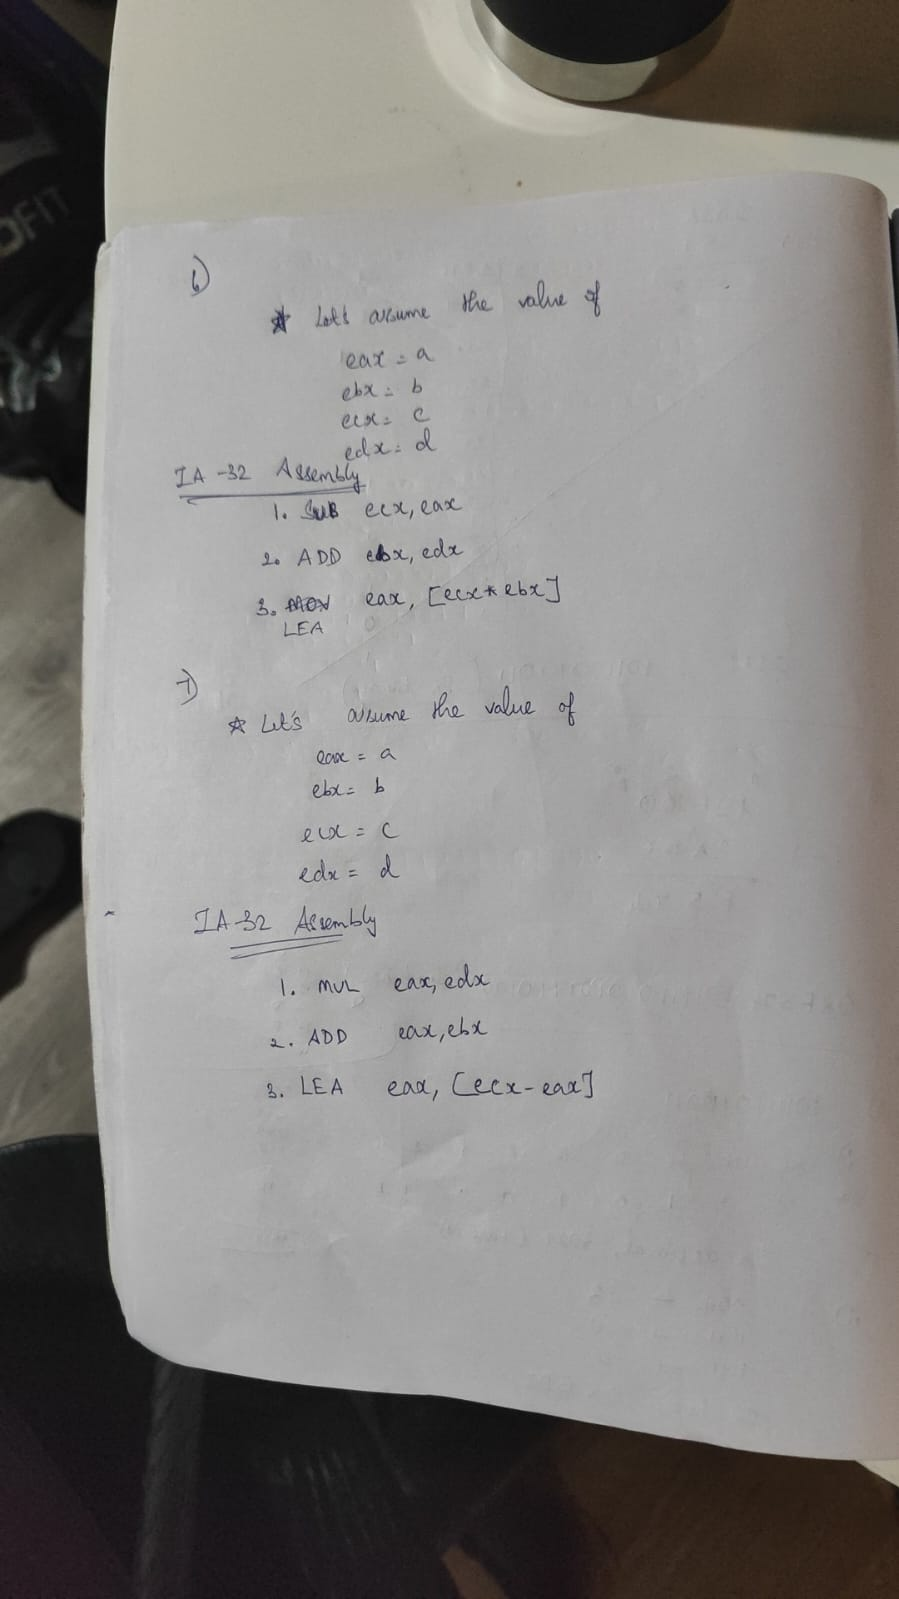 OFIT
6)
* Let's assume the value of
eax = a
ebx = b
ecx = c
edx = d
IA-32 Assembly
1. SUB ecx, eax
2. ADD ebx, edx
3. MOV eax, [ecx*ebx]
LEA
7)
* Let's assume the value of
eax = a
ebx = b
ecx = c
edx = d
IA-32 Assembly
1. MUL eax, edx
2. ADD eax, ebx
3. LEA eax, [ecx-eax]